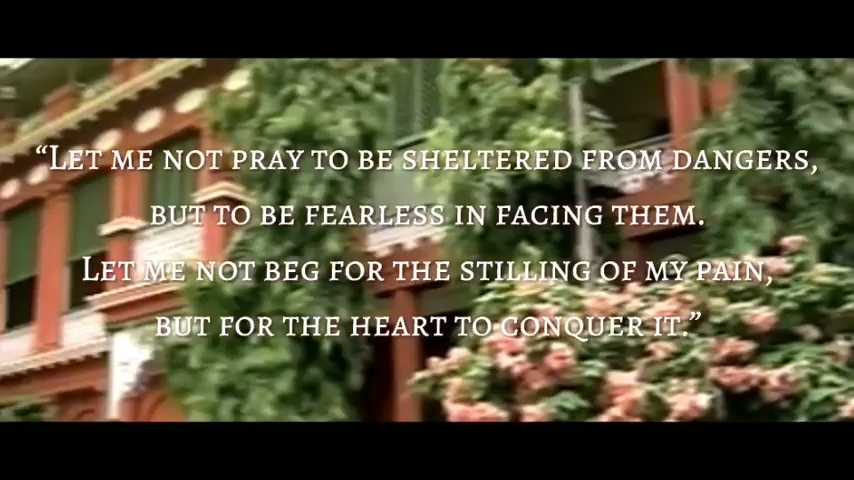 “Let me not pray to be sheltered from dangers,
but to be fearless in facing them.
Let me not beg for the stilling of my pain,
but for the heart to conquer it.”